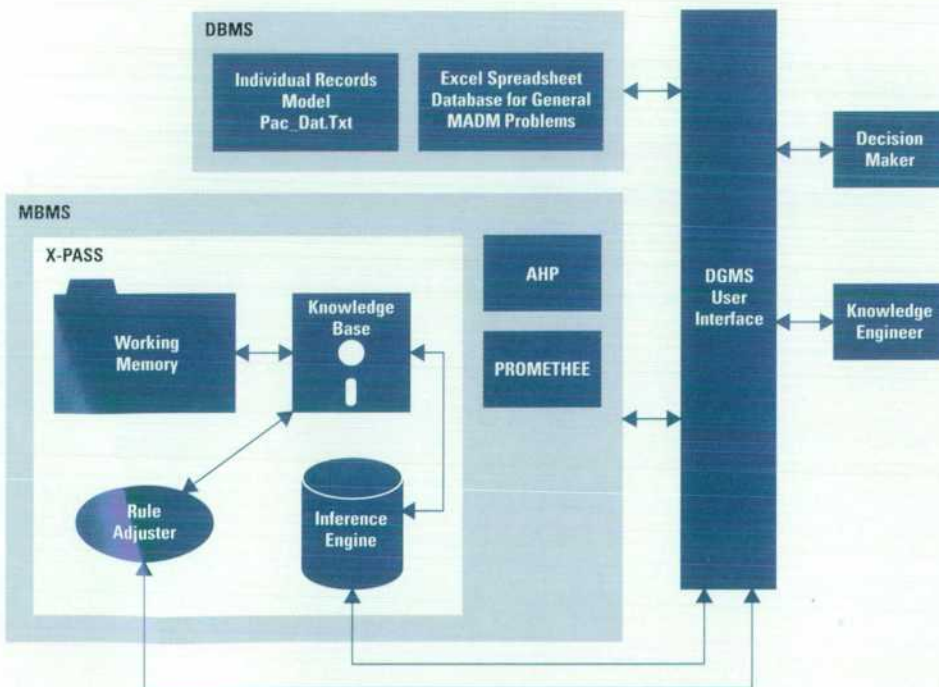 DBMS
Individual Records
Model
Pac_Dat.Txt
Excel Spreadsheet
Database for General
MADM Problems
Decision
Maker
MBMS
X-PASS
AHP
Knowledge
Base
Working
Memory
PROMETHEE
DGMS
User
Interface
Knowledge
Engineer
Rule
Adjuster
Inference
Engine